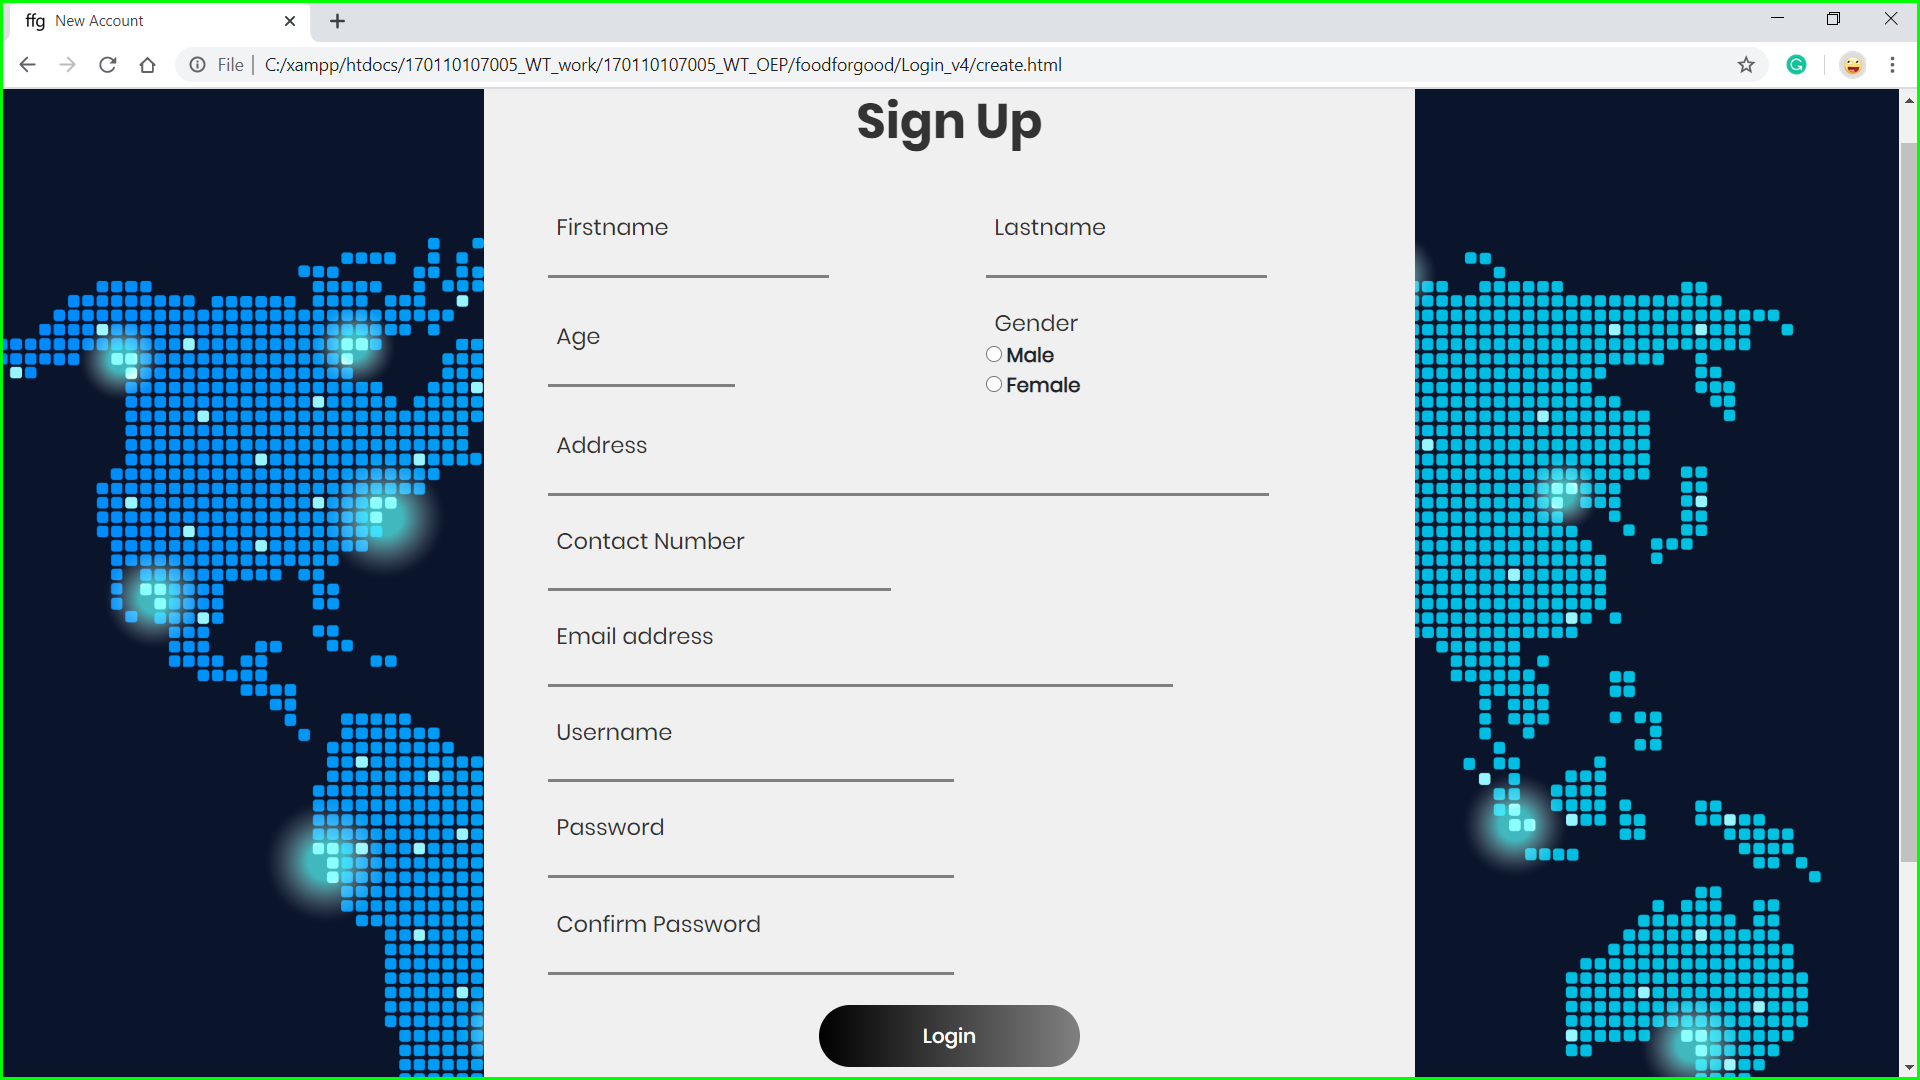 ffg New Account
File C:/xampp/htdocs/170110107005_WT_work/170110107005_WT_OEP/foodforgood/Login_v4/create.html
Sign Up
Firstname Lastname
Age Gender
Male
Female
Address
Contact Number
Email address
Username
Password
Confirm Password
Login